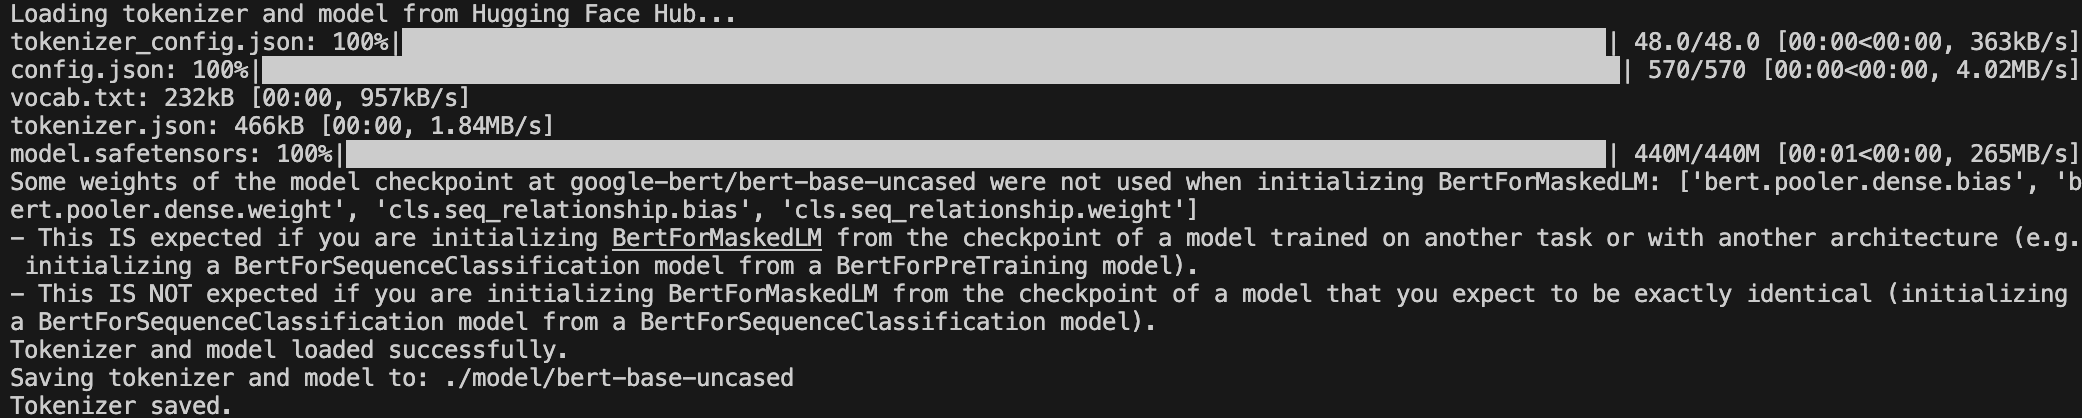 Loading tokenizer and model from Hugging Face Hub...
tokenizer_config.json: 100%|| 48.0/48.0 [00:00<00:00, 363kB/s]
config.json: 100%|| 570/570 [00:00<00:00, 4.02MB/s]
vocab.txt: 232kB [00:00, 957kB/s]
tokenizer.json: 466kB [00:00, 1.84MB/s]
model.safetensors: 100%|| 440M/440M [00:01<00:00, 265MB/s]
Some weights of the model checkpoint at google-bert/bert-base-uncased were not used when initializing BertForMaskedLM: ['bert.pooler.dense.bias', 'b
ert.pooler.dense.weight', 'cls.seq_relationship.bias', 'cls.seq_relationship.weight']
- This IS expected if you are initializing BertForMaskedLM from the checkpoint of a model trained on another task or with another architecture (e.g.
 initializing a BertForSequenceClassification model from a BertForPreTraining model).
- This IS NOT expected if you are initializing BertForMaskedLM from the checkpoint of a model that you expect to be exactly identical (initializing
a BertForSequenceClassification model from a BertForSequenceClassification model).
Tokenizer and model loaded successfully.
Saving tokenizer and model to: ./model/bert-base-uncased
Tokenizer saved.